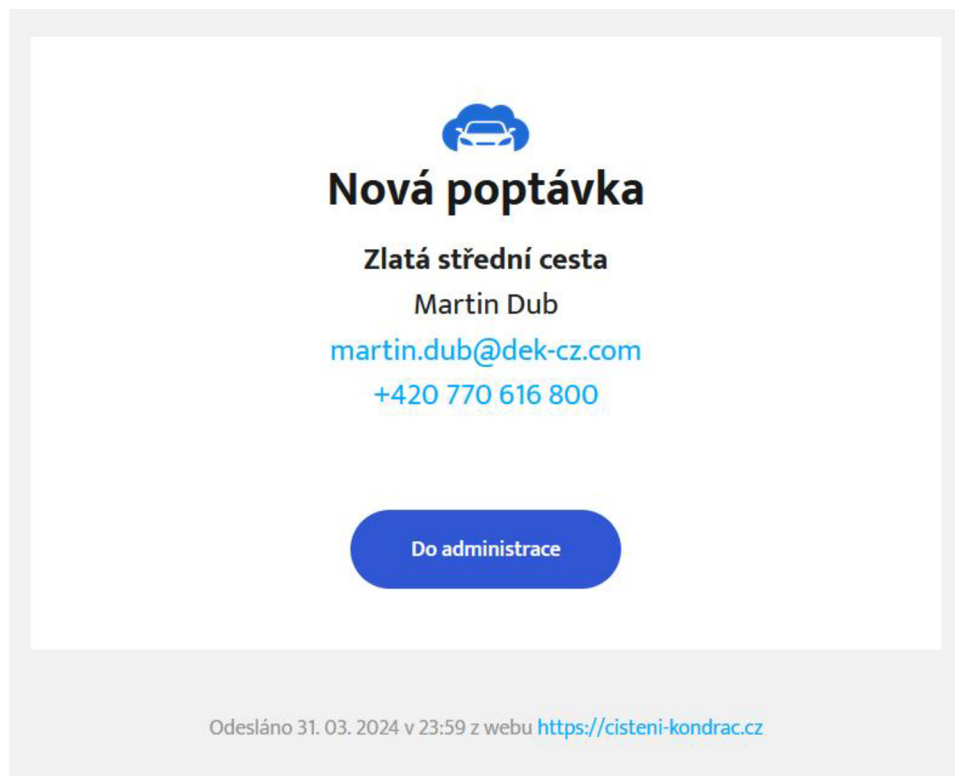 Nová poptávka
Zlatá střední cesta
Martin Dub
martin.dub@dek-cz.com
+420 770 616 800
Do administrace
Odesláno 31. 03. 2024 v 23:59 z webu https://cisteni-kondrac.cz